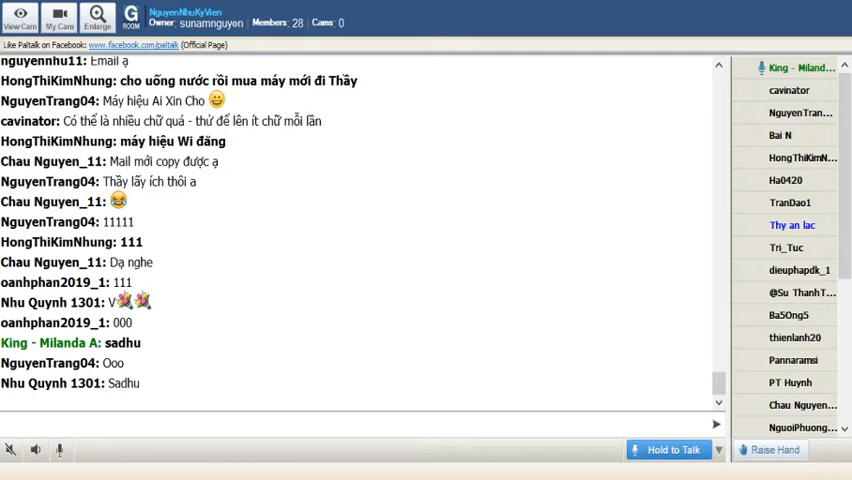 View Cam
My Cam
Enlarge
G
ROOM
NguyenNhuKyVien
Owner: sunamnguyen Members: 28 Cams: 0
Like Paltalk on Facebook: www.facebook.com/paltalk (Official Page)
nguyennhu11: Email ạ
HongThiKimNhung: cho uống nước rồi mua máy mới đi Thầy
NguyenTrang04: Máy hiệu Ai Xin Cho
cavinator: Có thể là nhiều chữ quá - thử để lên ít chữ mỗi lần
HongThiKimNhung: máy hiệu Wi đăng
Chau Nguyen_11: Mail mới copy được ạ
NguyenTrang04: Thầy lấy ích thôi a
Chau Nguyen_11:
NguyenTrang04: 11111
HongThiKimNhung: 111
Chau Nguyen_11: Dạ nghe
oanhphan2019_1: 111
Nhu Quynh 1301: V
oanhphan2019_1: 000
King - Milanda A: sadhu
NguyenTrang04: Ooo
Nhu Quynh 1301: Sadhu
Hold to Talk
King - Miland...
cavinator
NguyenTran...
Bai N
HongThiKimN...
Ha0420
TranDao1
Thy an lac
Tri_Tuc
dieuphapdk_1
@Su ThanhT...
Ba5Ong5
thienlanh20
Pannaramsi
PT Huynh
Chau Nguyen...
NguoiPhuong...
Raise Hand